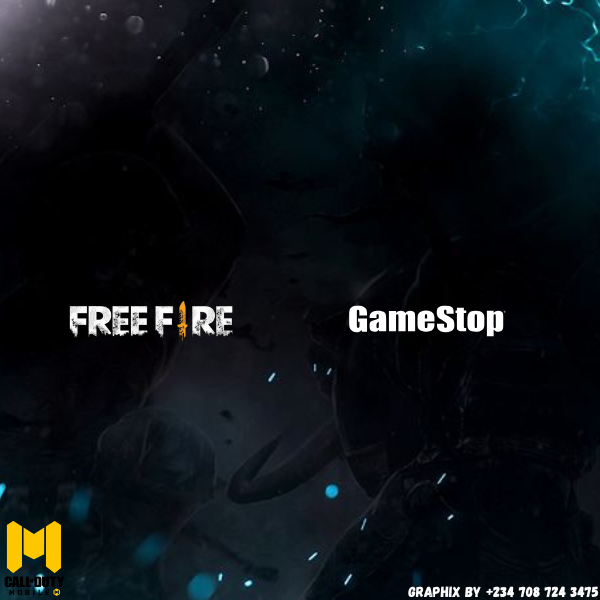 FREE FIRE
GameStop
CALL OF DUTY
MOBILE
GRAPHIX BY +234 708 724 3475